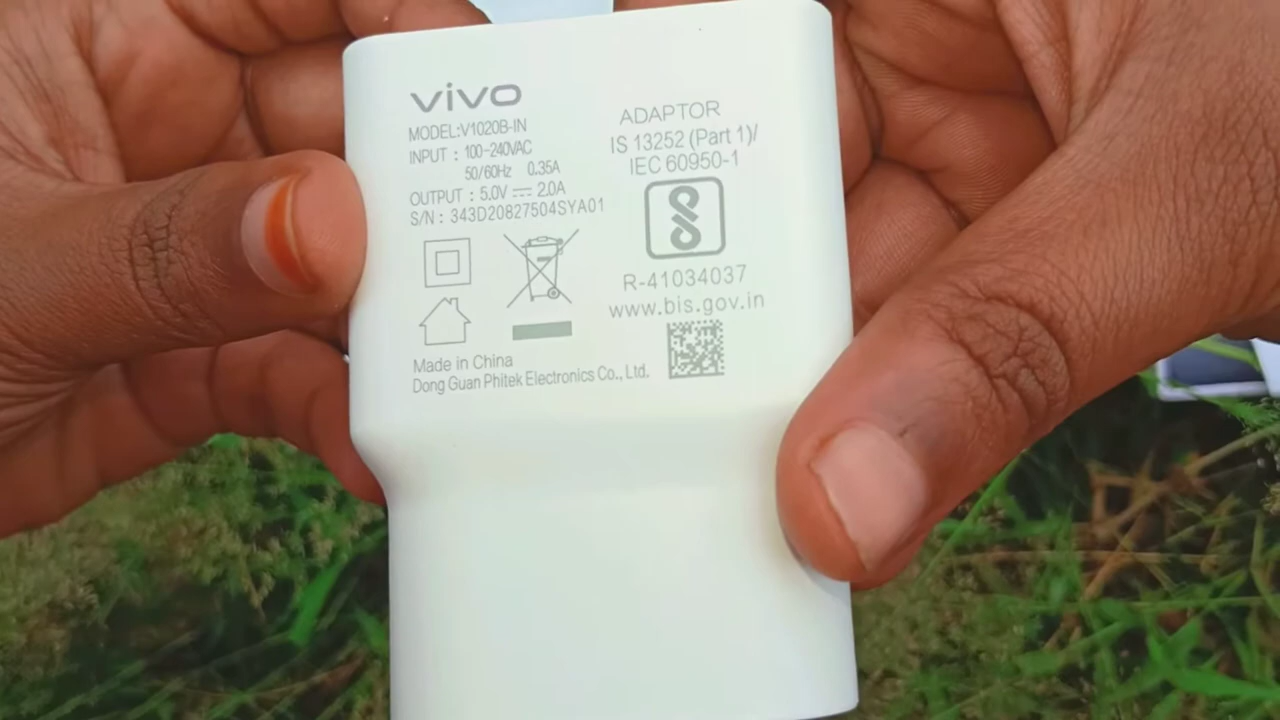 vivo
MODEL:V1020B-IN
INPUT : 100-240VAC
50/60Hz 0.35A
OUTPUT : 5.0V ⎓ 2.0A
S/N : 343D20827504SYA01
ADAPTOR
IS 13252 (Part 1)/
IEC 60950-1
R-41034037
www.bis.gov.in
Made in China
Dong Guan Phitek Electronics Co., Ltd.